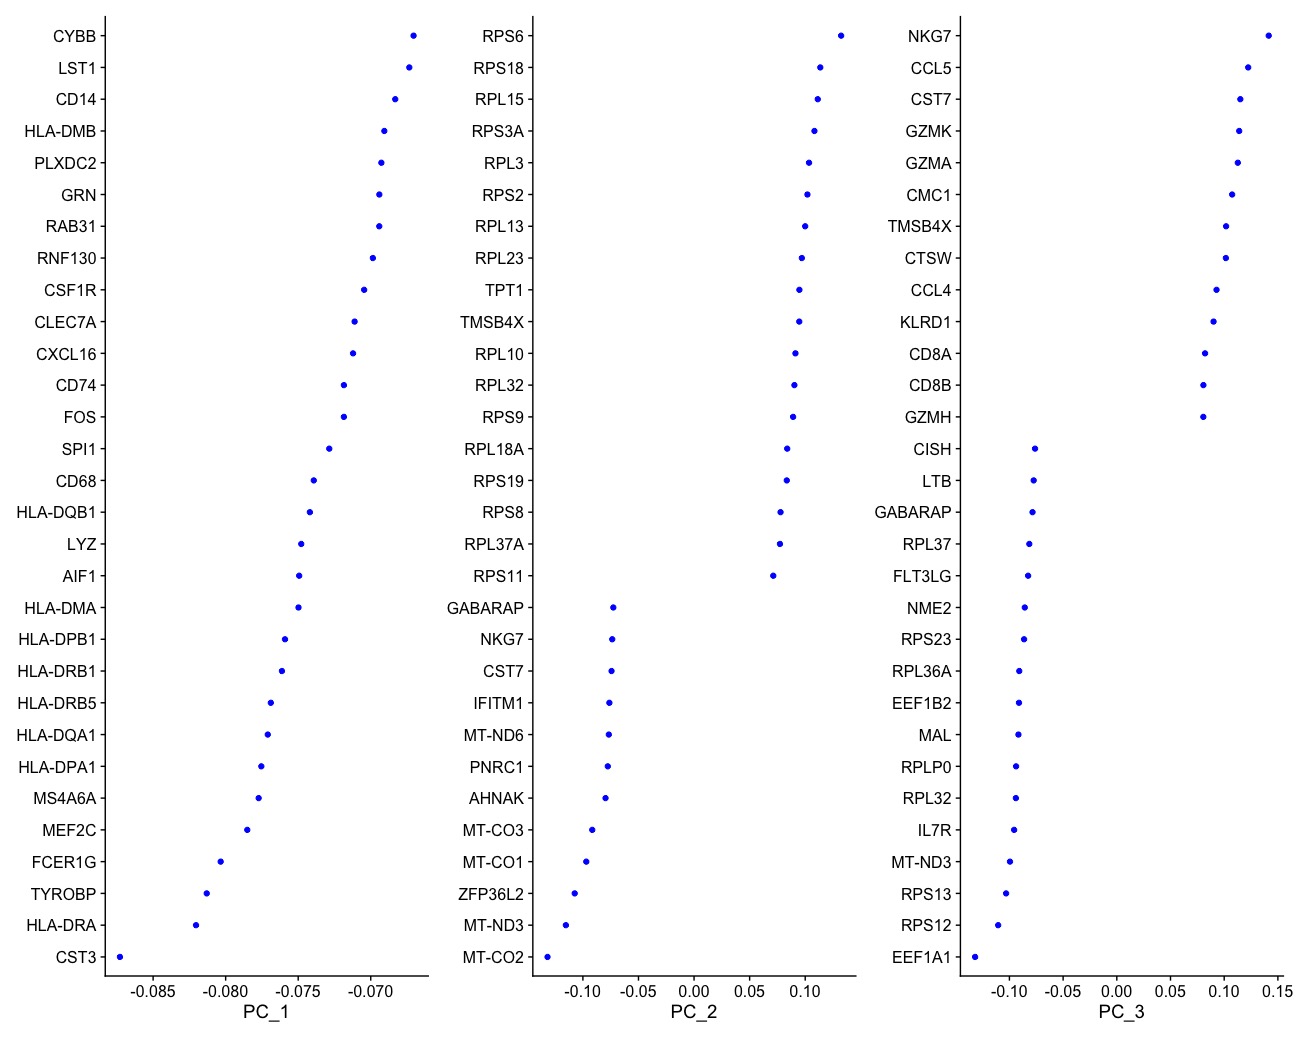 CYBB
LST1
CD14
HLA-DMB
PLXDC2
GRN
RAB31
RNF130
CSF1R
CLEC7A
CXCL16
CD74
FOS
SPI1
CD68
HLA-DQB1
LYZ
AIF1
HLA-DMA
HLA-DPB1
HLA-DRB1
HLA-DRB5
HLA-DQA1
HLA-DPA1
MS4A6A
MEF2C
FCER1G
TYROBP
HLA-DRA
CST3
-0.085 -0.080 -0.075 -0.070
PC_1
RPS6
RPS18
RPL15
RPS3A
RPL3
RPS2
RPL13
RPL23
TPT1
TMSB4X
RPL10
RPL32
RPS9
RPL18A
RPS19
RPS8
RPL37A
RPS11
GABARAP
NKG7
CST7
IFITM1
MT-ND6
PNRC1
AHNAK
MT-CO3
MT-CO1
ZFP36L2
MT-ND3
MT-CO2
-0.10 -0.05 0.00 0.05 0.10
PC_2
NKG7
CCL5
CST7
GZMK
GZMA
CMC1
TMSB4X
CTSW
CCL4
KLRD1
CD8A
CD8B
GZMH
CISH
LTB
GABARAP
RPL37
FLT3LG
NME2
RPS23
RPL36A
EEF1B2
MAL
RPLP0
RPL32
IL7R
MT-ND3
RPS13
RPS12
EEF1A1
-0.10 -0.05 0.00 0.05 0.10 0.15
PC_3